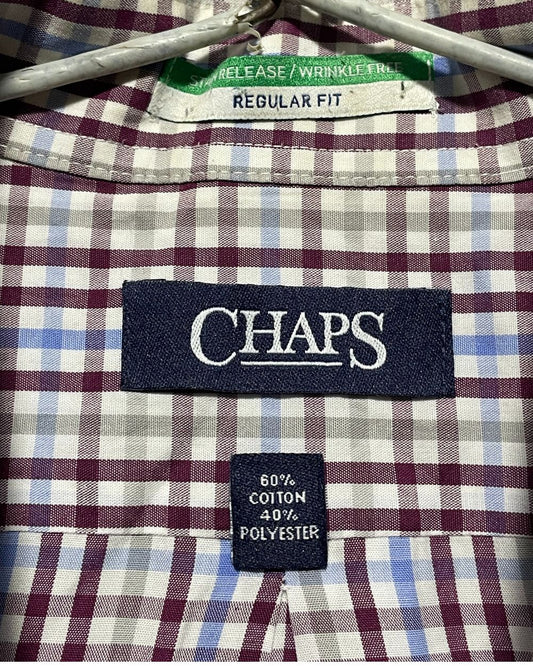 RELEASE / WRINKLE FREE
REGULAR FIT
CHAPS
60%
COTTON
40%
POLYESTER